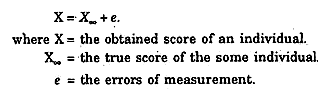 X = X∞ + e.
where X = the obtained score of an individual.
X∞ = the true score of the some individual.
e = the errors of measurement.